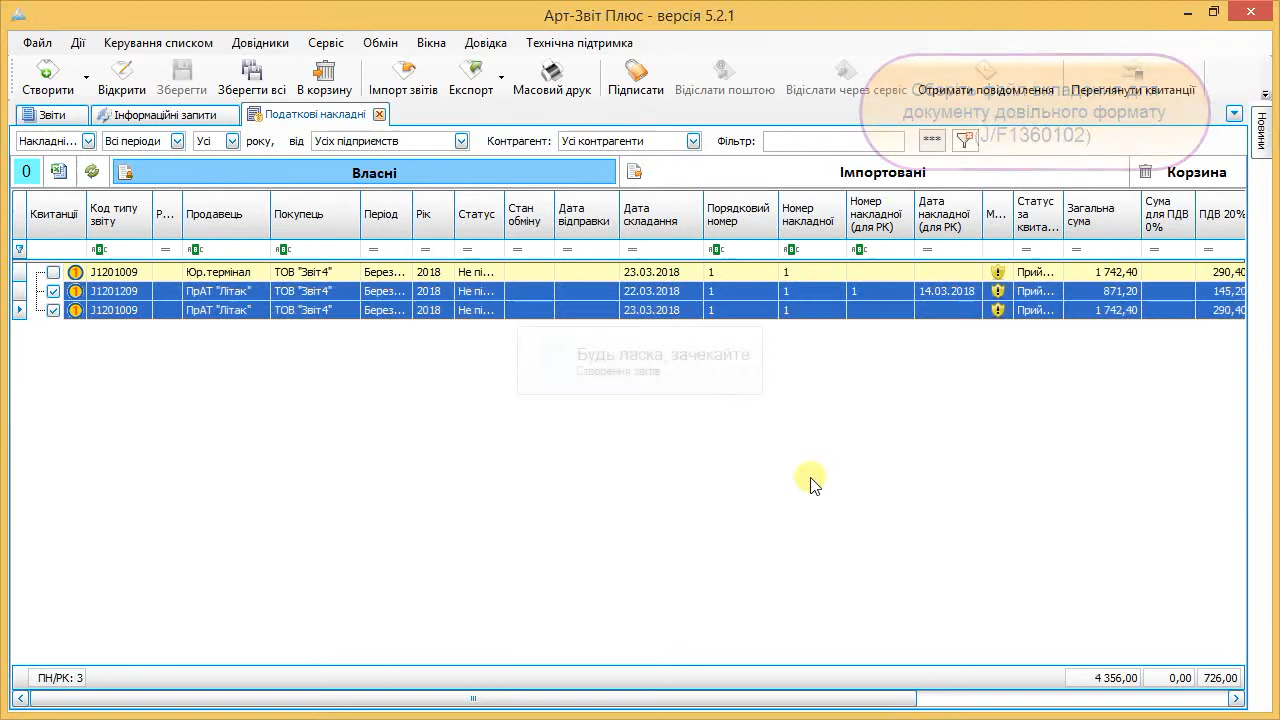 Арт-Звіт Плюс - версія 5.2.1
Файл Дії Керування списком Довідники Сервіс Обмін Вікна Довідка Технічна підтримка
Створити Відкрити Зберегти Зберегти всі В корзину Імпорт звітів Експорт Масовий друк Підписати Відіслати поштою Відіслати через сервіс Отримати повідомлення Переглянути квитанції
документу довільного формату
(J/F1360102)
Звіти Інформаційні запити Податкові накладні
Новини
Накладні... Всі періоди Усі року, від Усіх підприємств Контрагент: Усі контрагенти Фільтр: ***
0 Власні Імпортовані Корзина
Квитанції Код типу звіту Р... Продавець Покупець Період Рік Статус Стан обміну Дата відправки Дата складання Порядковий номер Номер накладної Номер накладної (для РК) Дата накладної (для РК) М... Статус за квита... Загальна сума Сума для ПДВ 0% ПДВ 20%
J1201009 Юр.термінал ТОВ "Звіт4" Берез... 2018 Не пі... 23.03.2018 1 1 Прий... 1 742,40 290,40
J1201209 ПрАТ "Літак" ТОВ "Звіт4" Берез... 2018 Не пі... 22.03.2018 1 1 1 14.03.2018 Прий... 871,20 145,20
J1201009 ПрАТ "Літак" ТОВ "Звіт4" Берез... 2018 Не пі... 23.03.2018 1 1 Прий... 1 742,40 290,40
Будь ласка, зачекайте
Створення звітів
ПН/РК: 3 4 356,00 0,00 726,00